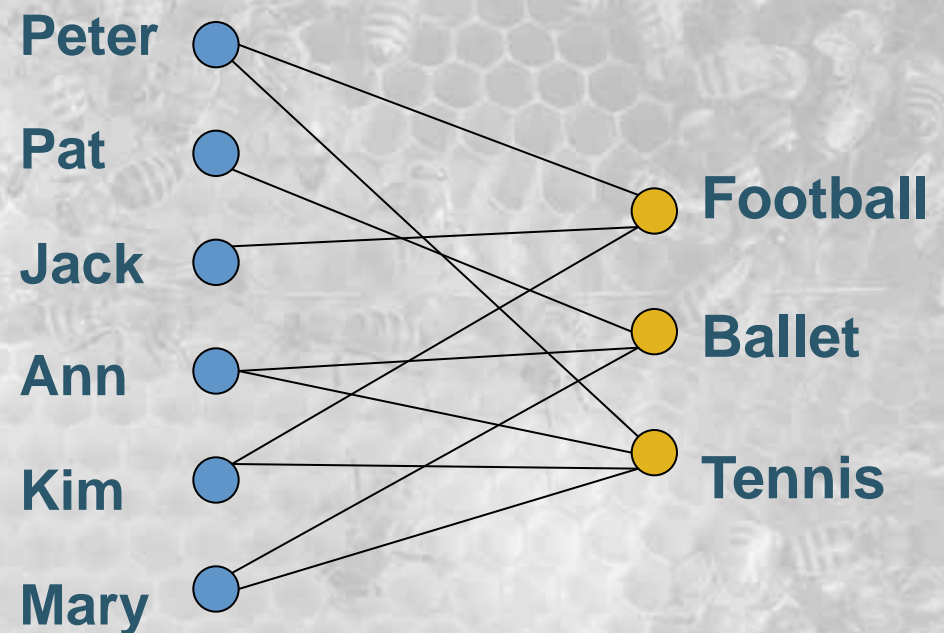 Peter
Pat
Jack
Ann
Kim
Mary
Football
Ballet
Tennis